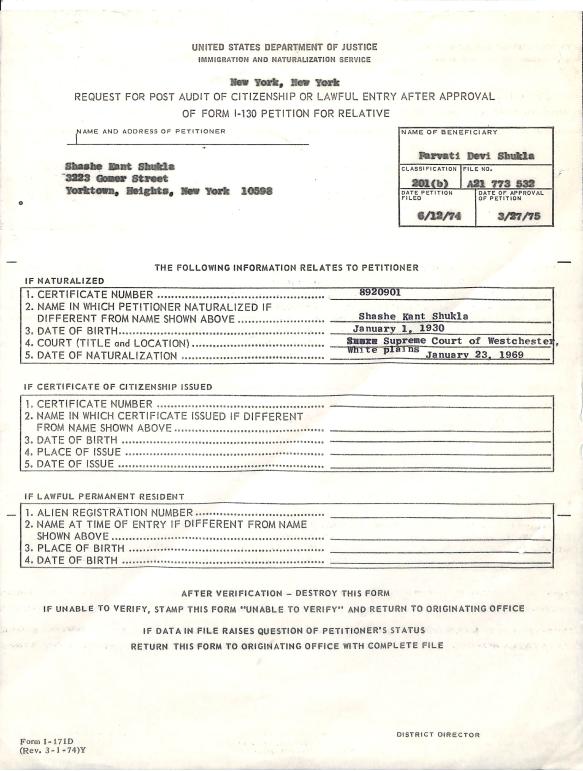 UNITED STATES DEPARTMENT OF JUSTICE
IMMIGRATION AND NATURALIZATION SERVICE
New York, New York
REQUEST FOR POST AUDIT OF CITIZENSHIP OR LAWFUL ENTRY AFTER APPROVAL
OF FORM I-130 PETITION FOR RELATIVE
NAME AND ADDRESS OF PETITIONER
Shashe Kant Shukla
3223 Gomer Street
Yorktown, Heights, New York 10598
NAME OF BENEFICIARY
Parvati Devi Shukla
CLASSIFICATION FILE NO.
201(b) A21 773 532
DATE PETITION FILED DATE OF APPROVAL OF PETITION
6/12/74 3/27/75
THE FOLLOWING INFORMATION RELATES TO PETITIONER
IF NATURALIZED
1. CERTIFICATE NUMBER 8920901
2. NAME IN WHICH PETITIONER NATURALIZED IF
DIFFERENT FROM NAME SHOWN ABOVE Shashe Kant Shukla
3. DATE OF BIRTH January 1, 1930
4. COURT (TITLE and LOCATION) Supreme Court of Westchester,
White plains
5. DATE OF NATURALIZATION January 23, 1969
IF CERTIFICATE OF CITIZENSHIP ISSUED
1. CERTIFICATE NUMBER
2. NAME IN WHICH CERTIFICATE ISSUED IF DIFFERENT
FROM NAME SHOWN ABOVE
3. DATE OF BIRTH
4. PLACE OF ISSUE
5. DATE OF ISSUE
IF LAWFUL PERMANENT RESIDENT
1. ALIEN REGISTRATION NUMBER
2. NAME AT TIME OF ENTRY IF DIFFERENT FROM NAME
SHOWN ABOVE
3. PLACE OF BIRTH
4. DATE OF BIRTH
AFTER VERIFICATION - DESTROY THIS FORM
IF UNABLE TO VERIFY, STAMP THIS FORM "UNABLE TO VERIFY" AND RETURN TO ORIGINATING OFFICE
IF DATA IN FILE RAISES QUESTION OF PETITIONER'S STATUS
RETURN THIS FORM TO ORIGINATING OFFICE WITH COMPLETE FILE
DISTRICT DIRECTOR
Form I-171D
(Rev. 3-1-74)Y